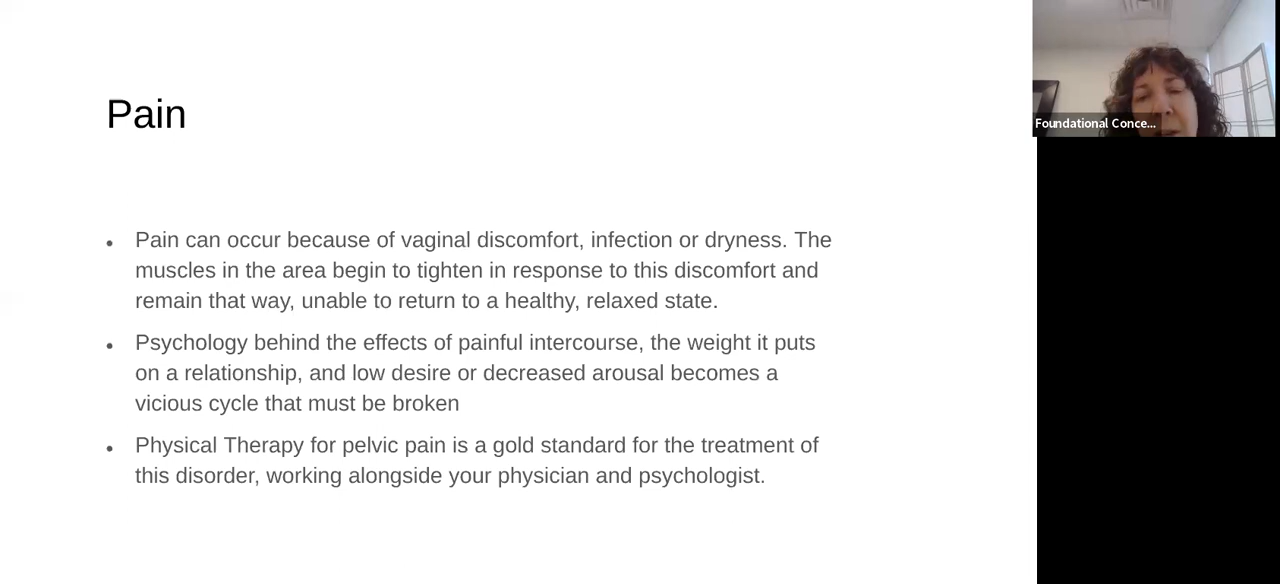 Pain
Foundational Conce...
• Pain can occur because of vaginal discomfort, infection or dryness. The
muscles in the area begin to tighten in response to this discomfort and
remain that way, unable to return to a healthy, relaxed state.
• Psychology behind the effects of painful intercourse, the weight it puts
on a relationship, and low desire or decreased arousal becomes a
vicious cycle that must be broken
• Physical Therapy for pelvic pain is a gold standard for the treatment of
this disorder, working alongside your physician and psychologist.